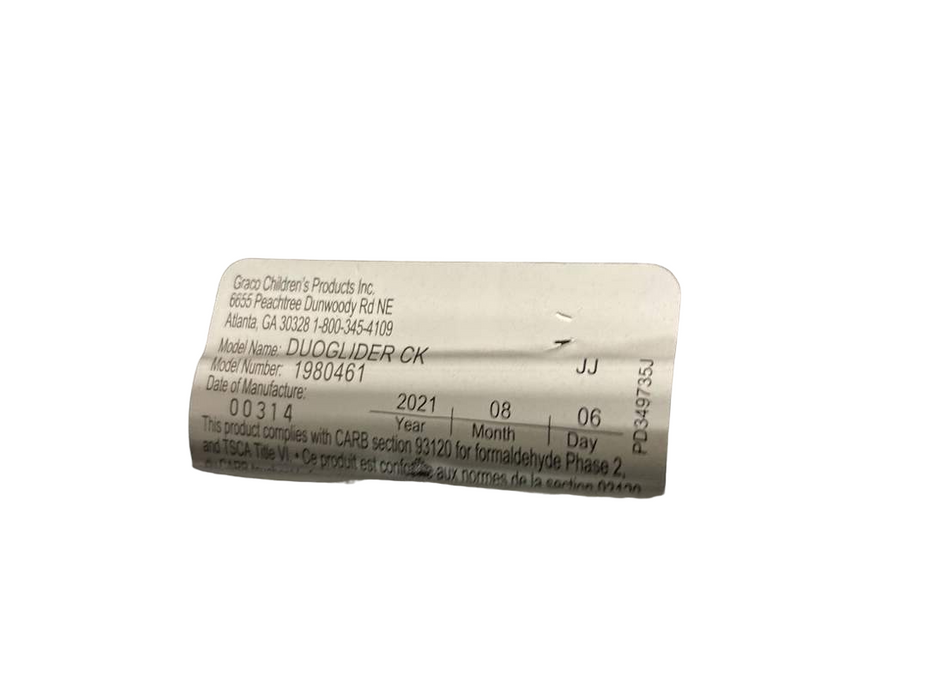 Graco Children's Products Inc.
6655 Peachtree Dunwoody Rd NE
Atlanta, GA 30328 1-800-345-4109
Model Name: DUOGLIDER CK
Model Number: 1980461
JJ
Date of Manufacture:
00314 2021 08 06
Year Month Day
This product complies with CARB section 93120 for formaldehyde Phase 2,
and TSCA Title VI • Ce produit est aux normes de la section
PD349735J